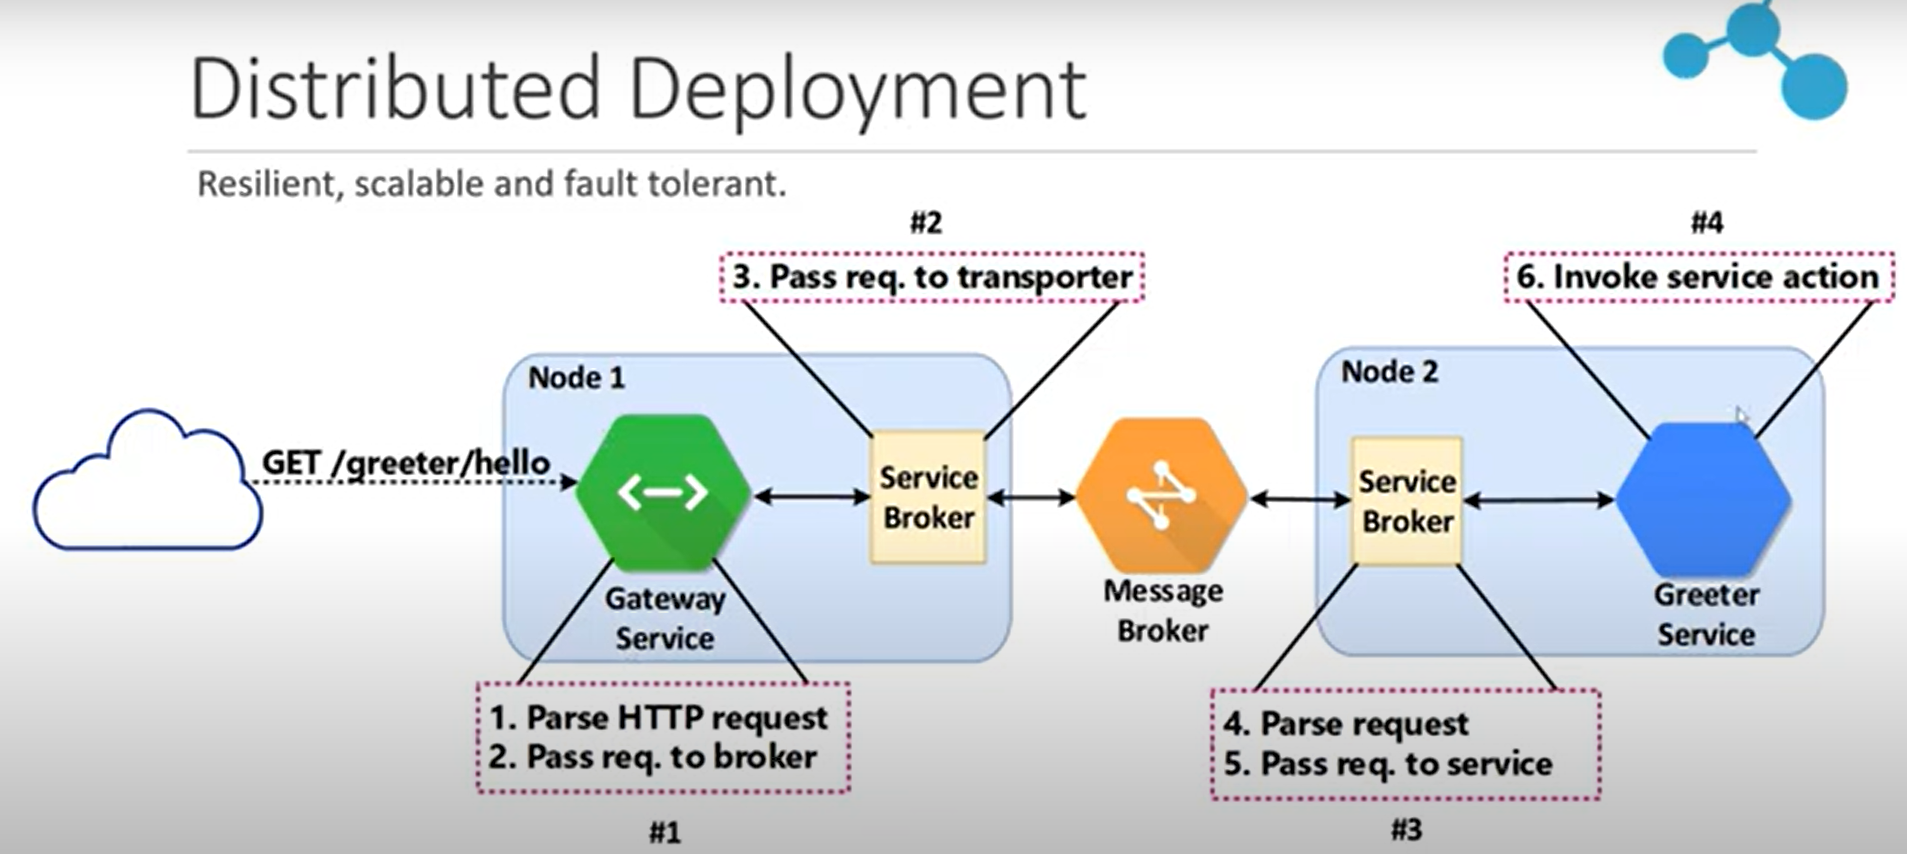 Distributed Deployment
Resilient, scalable and fault tolerant.
#2
3. Pass req. to transporter
#4
6. Invoke service action
Node 1
Node 2
GET /greeter/hello
Service
Broker
Service
Broker
Gateway
Service
Message
Broker
Greeter
Service
1. Parse HTTP request
2. Pass req. to broker
#1
4. Parse request
5. Pass req. to service
#3